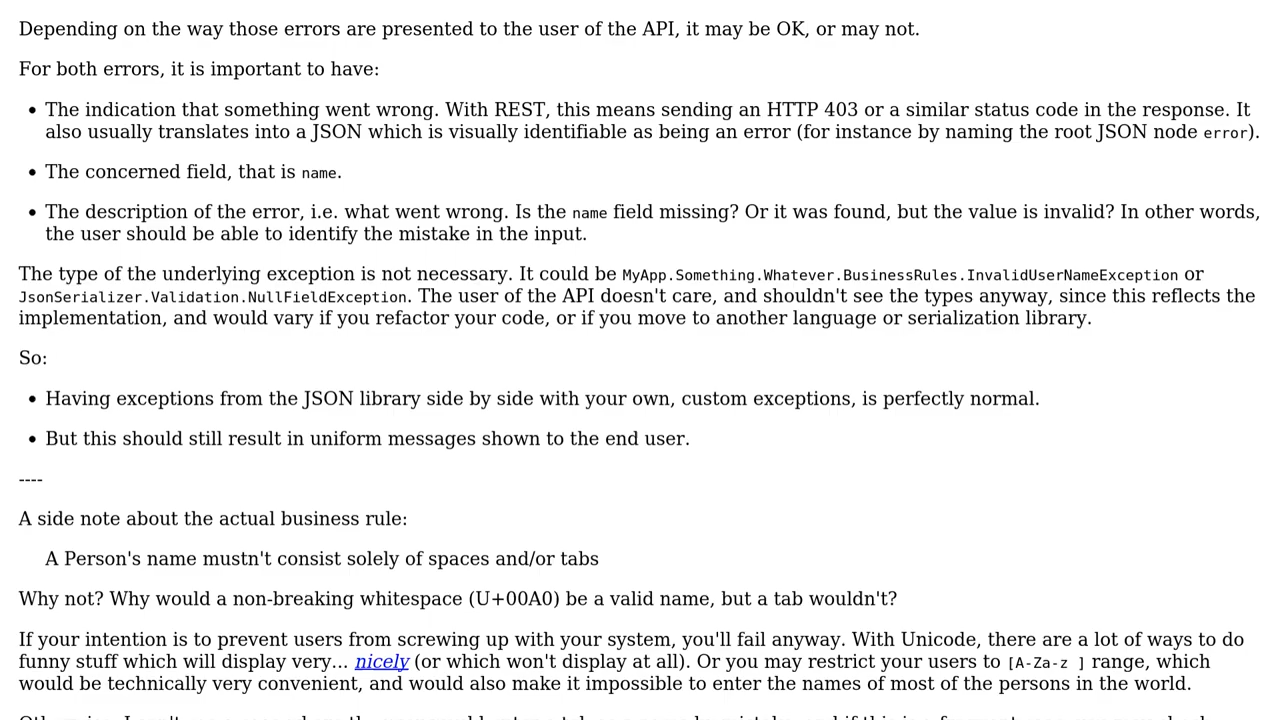 Depending on the way those errors are presented to the user of the API, it may be OK, or may not.
For both errors, it is important to have:
• The indication that something went wrong. With REST, this means sending an HTTP 403 or a similar status code in the response. It
also usually translates into a JSON which is visually identifiable as being an error (for instance by naming the root JSON node error).
• The concerned field, that is name.
• The description of the error, i.e. what went wrong. Is the name field missing? Or it was found, but the value is invalid? In other words,
the user should be able to identify the mistake in the input.
The type of the underlying exception is not necessary. It could be MyApp.Something.Whatever.BusinessRules.InvalidUserNameException or
JsonSerializer.Validation.NullFieldException. The user of the API doesn't care, and shouldn't see the types anyway, since this reflects the
implementation, and would vary if you refactor your code, or if you move to another language or serialization library.
So:
• Having exceptions from the JSON library side by side with your own, custom exceptions, is perfectly normal.
• But this should still result in uniform messages shown to the end user.
----
A side note about the actual business rule:
A Person's name mustn't consist solely of spaces and/or tabs
Why not? Why would a non-breaking whitespace (U+00A0) be a valid name, but a tab wouldn't?
If your intention is to prevent users from screwing up with your system, you'll fail anyway. With Unicode, there are a lot of ways to do
funny stuff which will display very... nicely (or which won't display at all). Or you may restrict your users to [A-Za-z ] range, which
would be technically very convenient, and would also make it impossible to enter the names of most of the persons in the world.